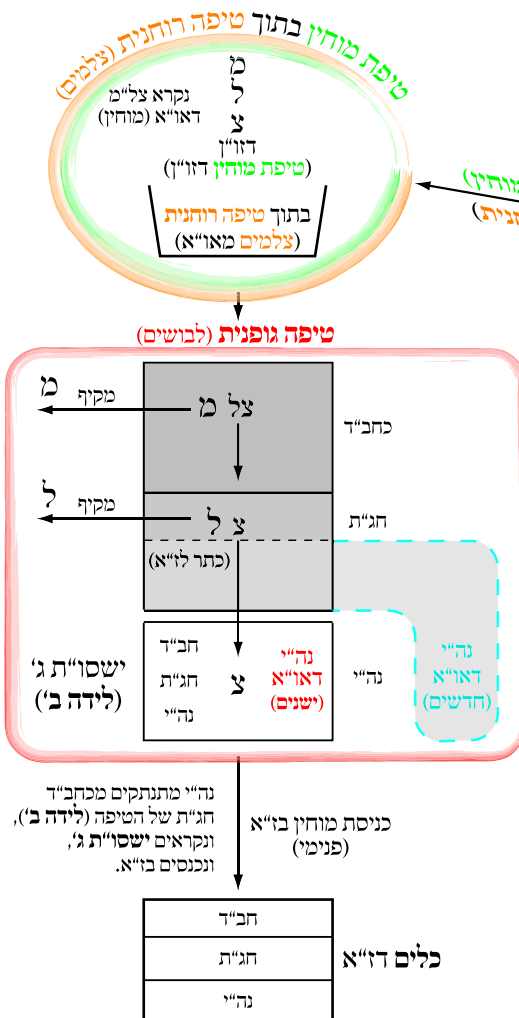 טיפת מוחין בתוך טיפה רוחנית (צלמים)
מ
ל
צ
נקרא צל״מ
דאו״א (מוחין)
דזו״ן
(טיפת מוחין דזו״ן)
בתוך טיפה רוחנית
(צלמים מאו״א)
טיפה גופנית (לבושים)
צל מ
מקיף
מ
כחב״ד
צ ל
מקיף
ל
חג״ת
(כתר לז״א)
חב״ד
חג״ת
נה״י
צ
נה״י
דאו״א
(ישנים)
נה״י
נה״י
דאו״א
(חדשים)
ישסו״ת ג׳
(לידה ב׳)
כניסת מוחין בז״א
(פנימי)
נה״י מתנתקים מכחב״ד
חג״ת של הטיפה (לידה ב׳),
ונקראים ישסו״ת ג׳,
ונכנסים בז״א.
כלים דז״א
חב״ד
חג״ת
נה״י